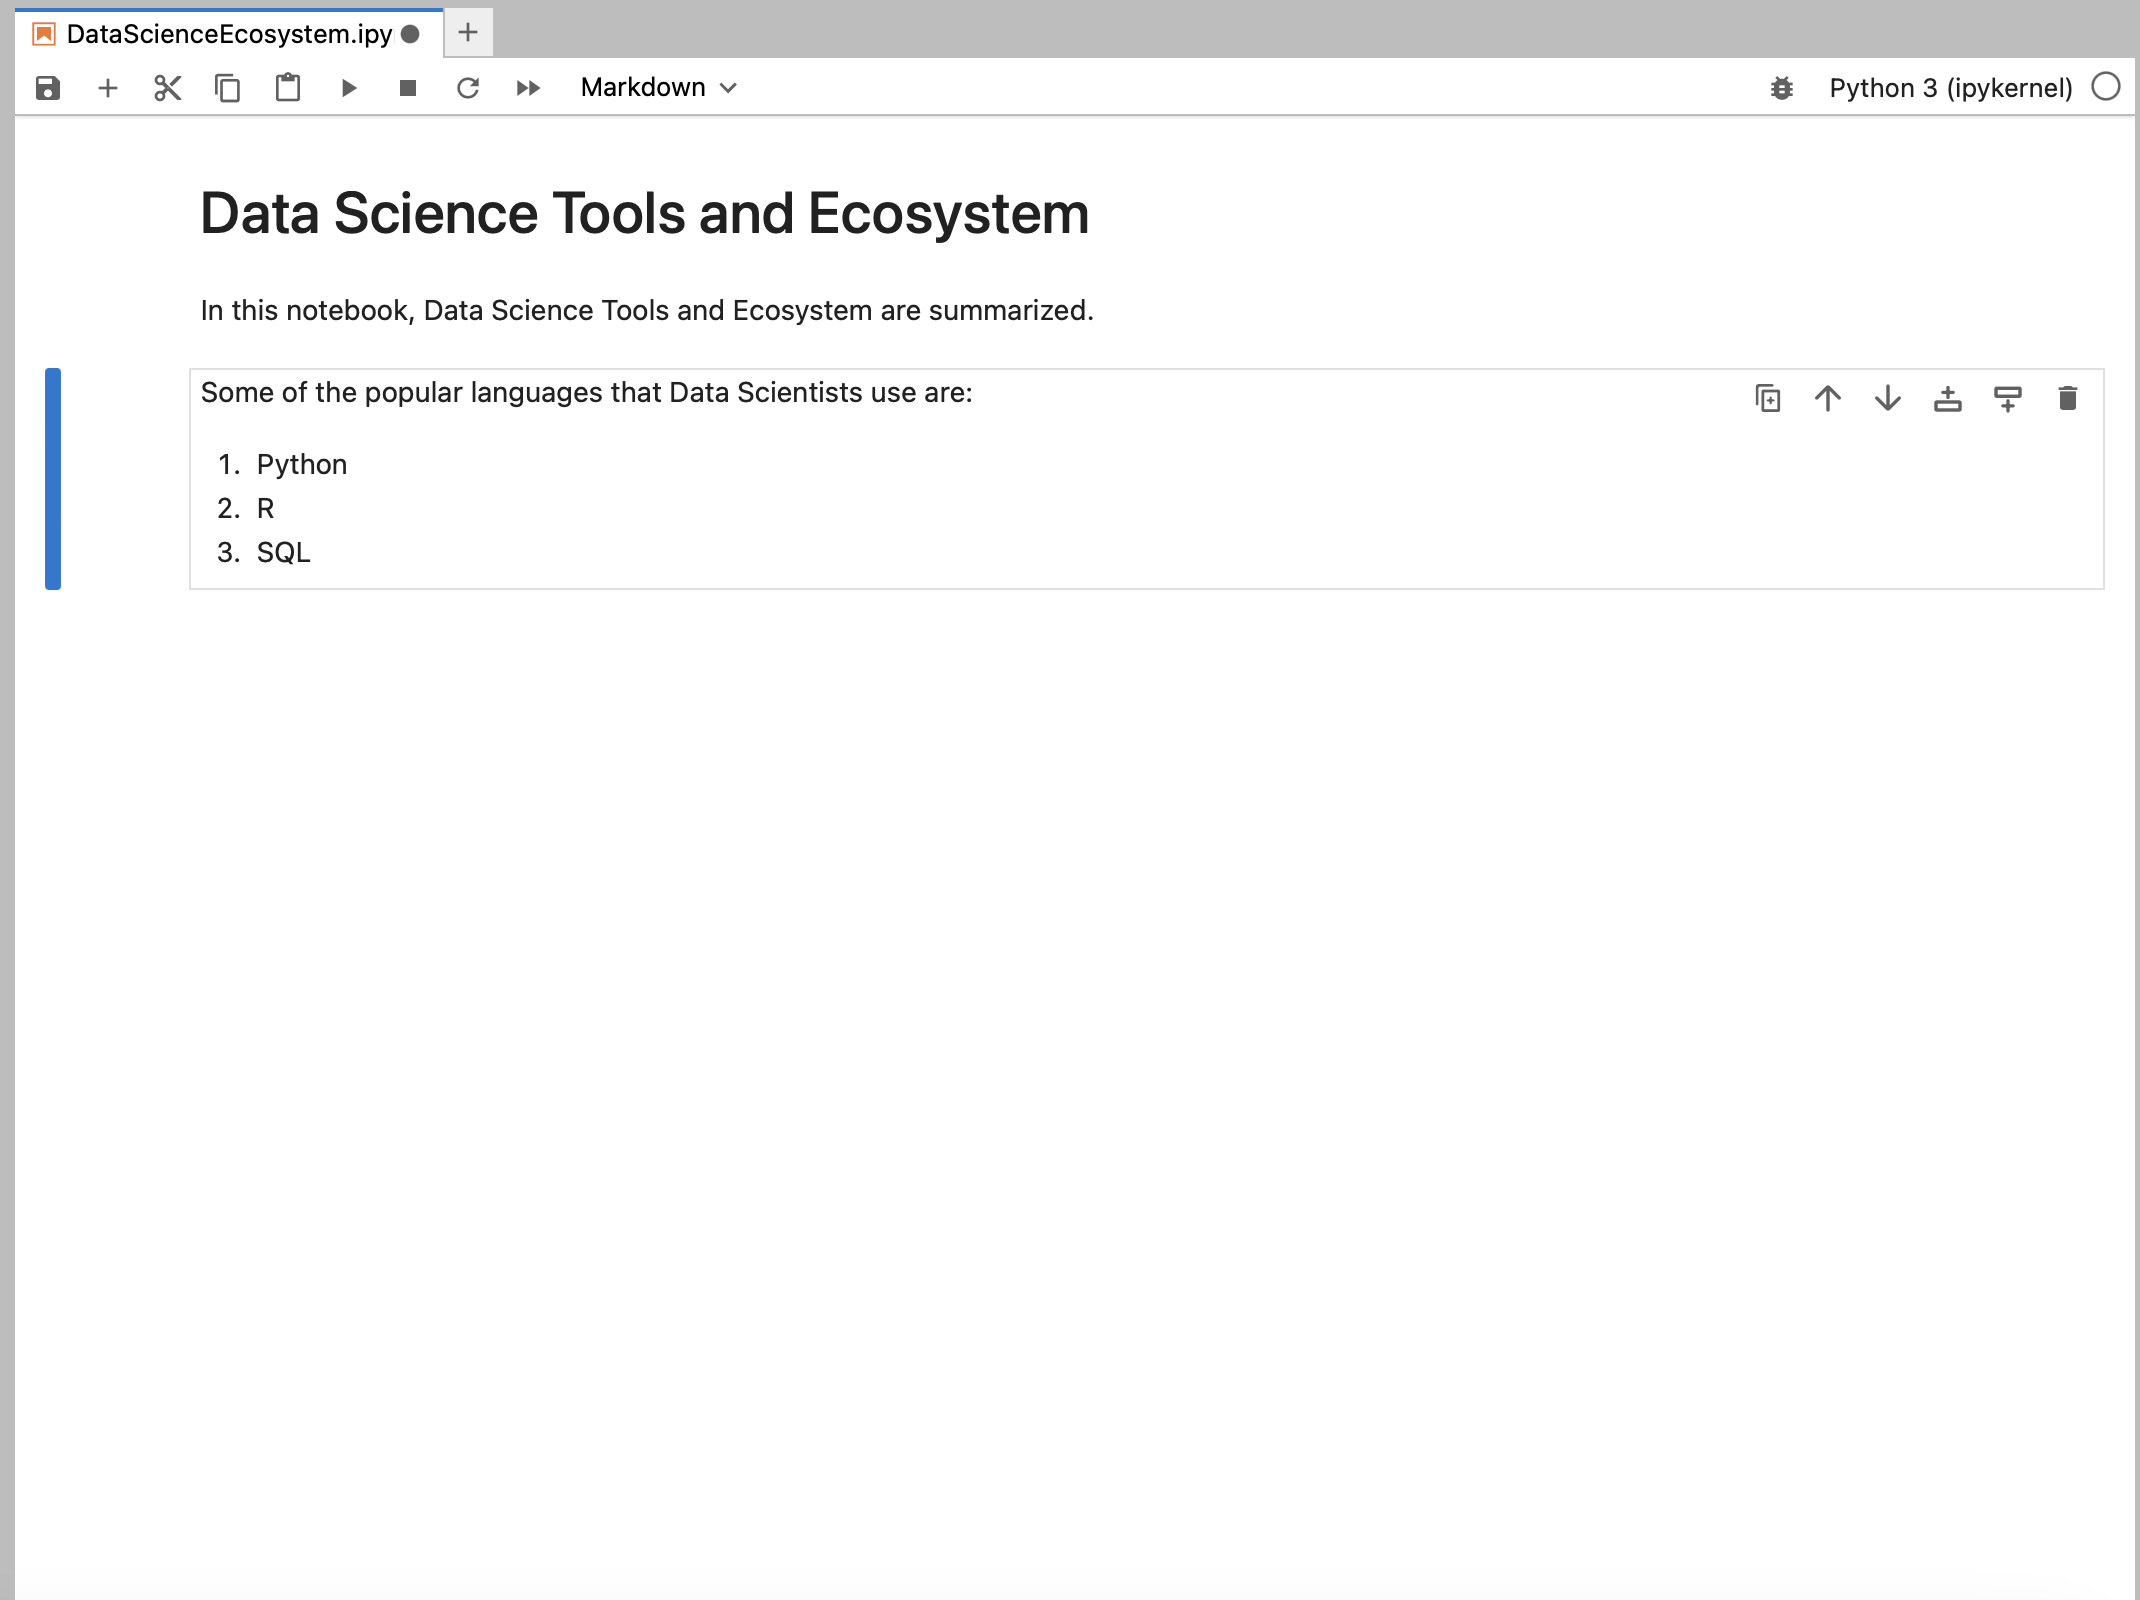 DataScienceEcosystem.ipy
Markdown
Python 3 (ipykernel)
Data Science Tools and Ecosystem
In this notebook, Data Science Tools and Ecosystem are summarized.
Some of the popular languages that Data Scientists use are:
1. Python
2. R
3. SQL